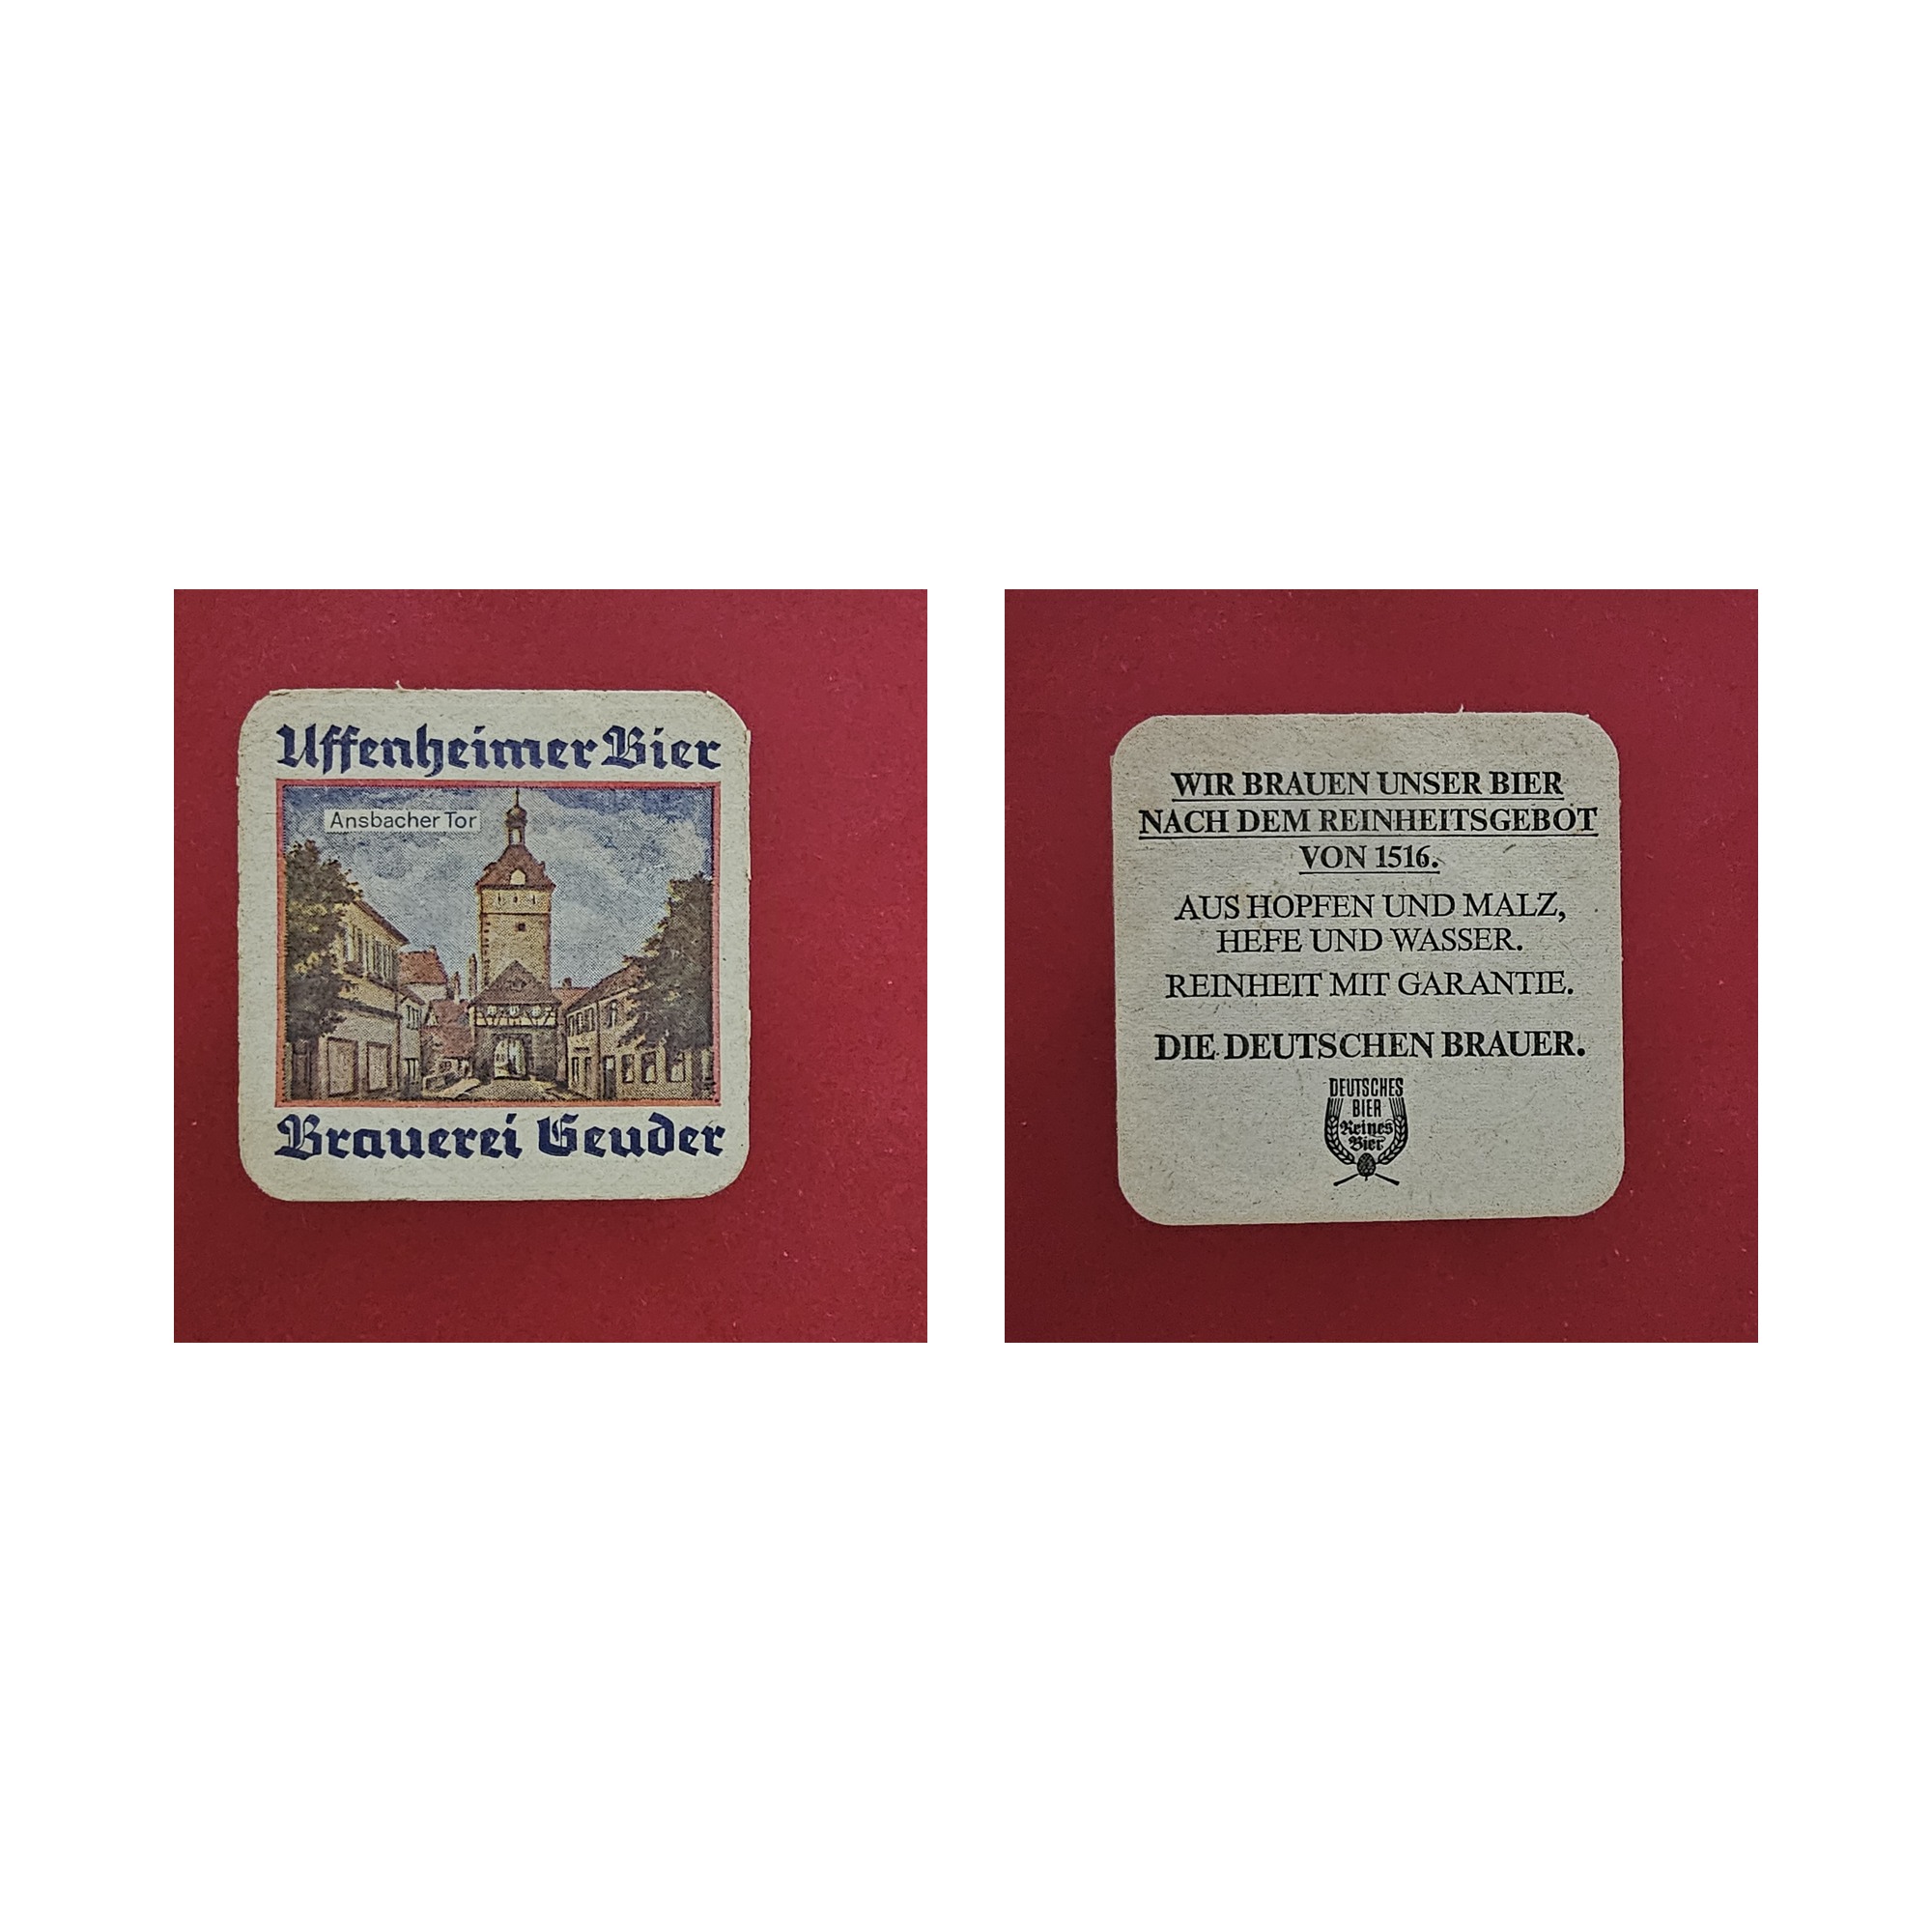 Uffenheimer Bier
Ansbacher Tor
Brauerei Geuder
WIR BRAUEN UNSER BIER
NACH DEM REINHEITSGEBOT
VON 1516.
AUS HOPFEN UND MALZ,
HEFE UND WASSER.
REINHEIT MIT GARANTIE.
DIE DEUTSCHEN BRAUER.
DEUTSCHES
BIER
Reines
Bier